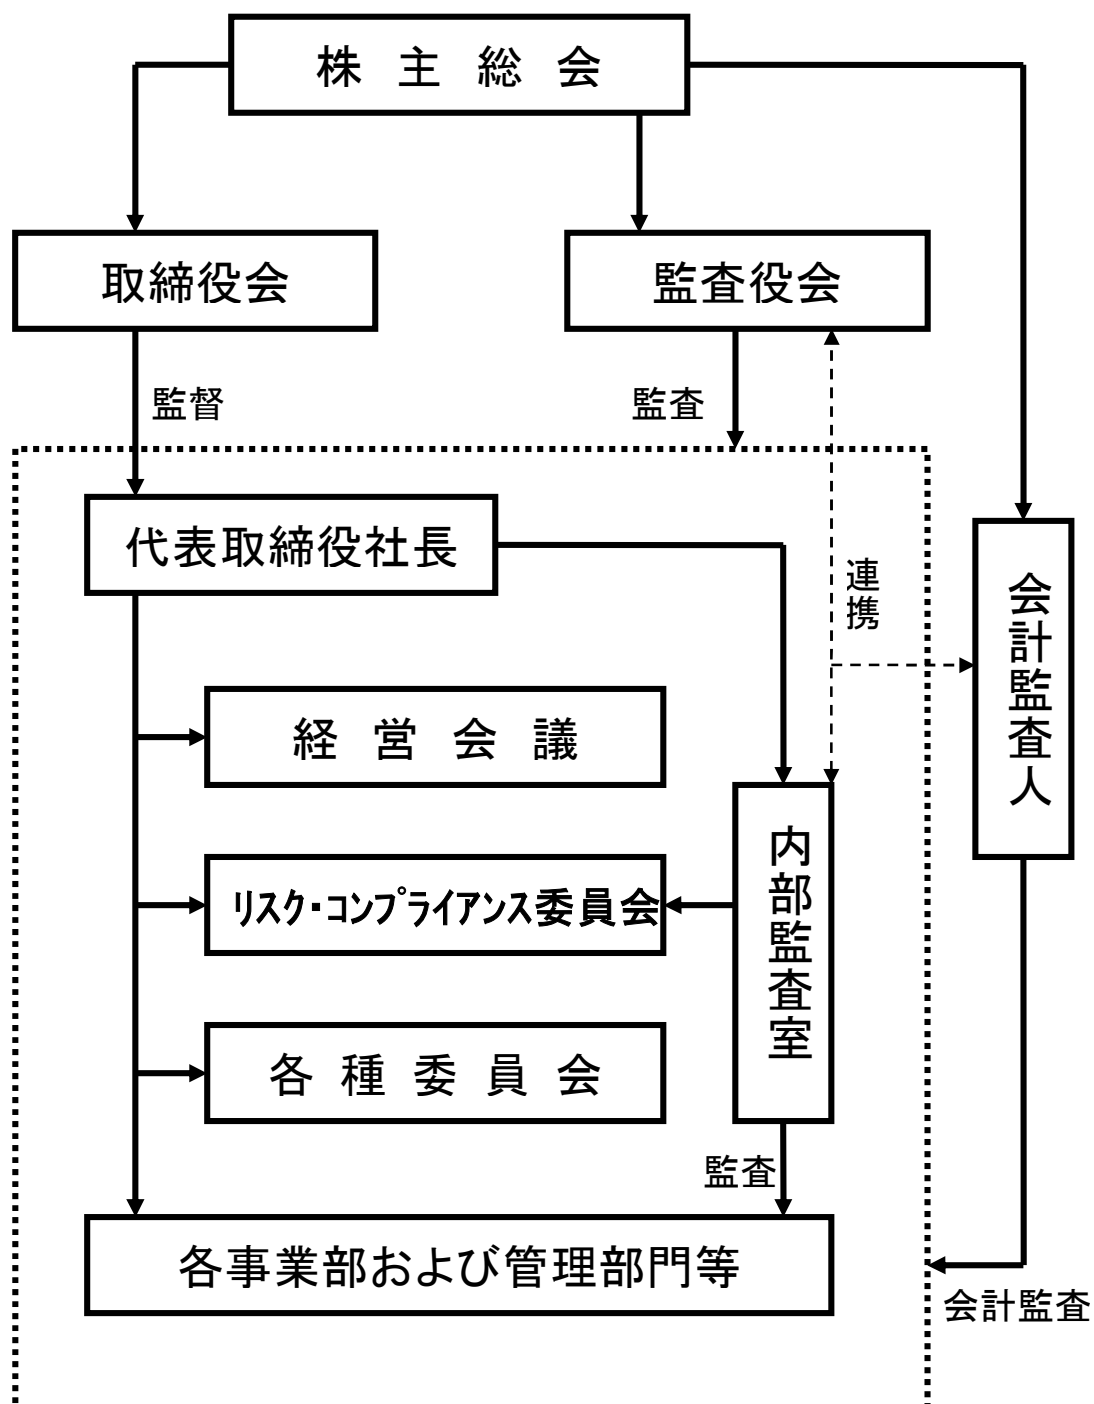 株主総会
取締役会
監査役会
監督
監査
代表取締役社長
連携
会計監査人
経営会議
内部監査室
リスク・コンプライアンス委員会
各種委員会
監査
各事業部および管理部門等
会計監査